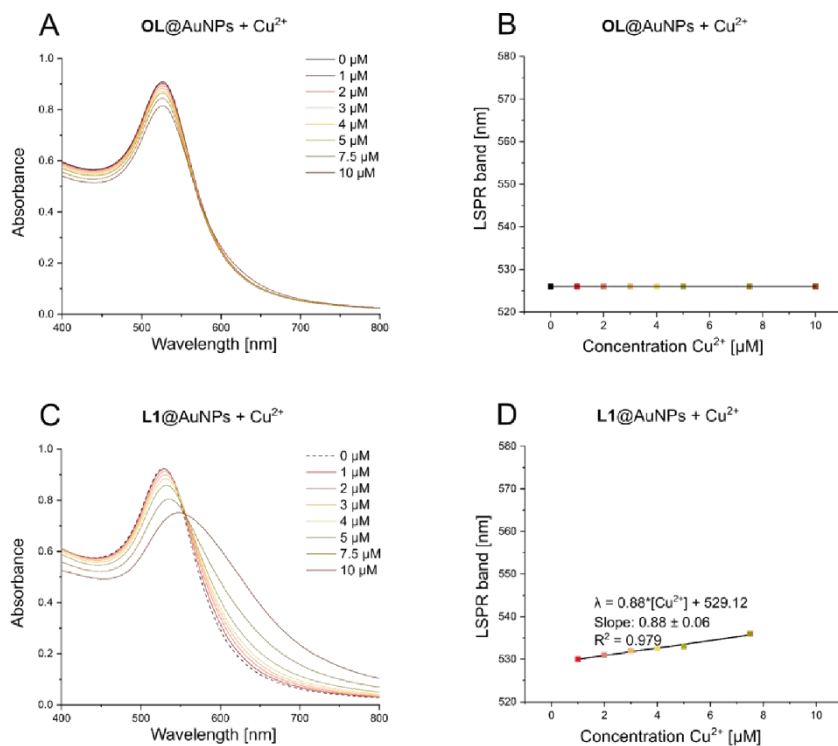 A
OL@AuNPs + Cu²⁺
1.0
0.8
0.6
0.4
0.2
0.0
Absorbance
0 µM
1 µM
2 µM
3 µM
4 µM
5 µM
7.5 µM
10 µM
400
500
600
700
800
Wavelength [nm]
B
OL@AuNPs + Cu²⁺
580
570
560
550
540
530
520
LSPR band [nm]
0
2
4
6
8
10
Concentration Cu²⁺ [µM]
C
L1@AuNPs + Cu²⁺
1.0
0.8
0.6
0.4
0.2
0.0
Absorbance
0 µM
1 µM
2 µM
3 µM
4 µM
5 µM
7.5 µM
10 µM
400
500
600
700
800
Wavelength [nm]
D
L1@AuNPs + Cu²⁺
580
570
560
550
540
530
520
LSPR band [nm]
λ = 0.88*[Cu²⁺] + 529.12
Slope: 0.88 ± 0.06
R² = 0.979
0
2
4
6
8
10
Concentration Cu²⁺ [µM]